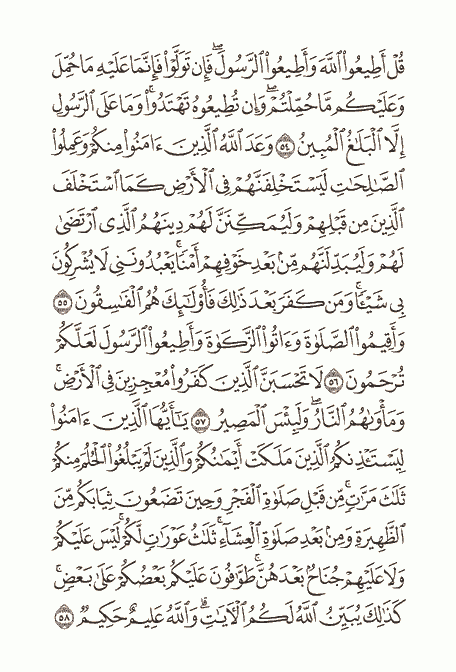 قُلْ أَطِيعُوا۟ ٱللَّهَ وَأَطِيعُوا۟ ٱلرَّسُولَ ۖ فَإِن تَوَلَّوْا۟ فَإِنَّمَا عَلَيْهِ مَا حُمِّلَ
وَعَلَيْكُم مَّا حُمِّلْتُمْ ۖ وَإِن تُطِيعُوهُ تَهْتَدُوا۟ ۚ وَمَا عَلَى ٱلرَّسُولِ
إِلَّا ٱلْبَلَٰغُ ٱلْمُبِينُ ٥٤ وَعَدَ ٱللَّهُ ٱلَّذِينَ ءَامَنُوا۟ مِنكُمْ وَعَمِلُوا۟
ٱلصَّٰلِحَٰتِ لَيَسْتَخْلِفَنَّهُمْ فِى ٱلْأَرْضِ كَمَا ٱسْتَخْلَفَ
ٱلَّذِينَ مِن قَبْلِهِمْ وَلَيُمَكِّنَنَّ لَهُمْ دِينَهُمُ ٱلَّذِى ٱرْتَضَىٰ
لَهُمْ وَلَيُبَدِّلَنَّهُم مِّنۢ بَعْدِ خَوْفِهِمْ أَمْنًا ۚ يَعْبُدُونَنِى لَا يُشْرِكُونَ
بِى شَيْـًٔا ۚ وَمَن كَفَرَ بَعْدَ ذَٰلِكَ فَأُو۟لَٰٓئِكَ هُمُ ٱلْفَٰسِقُونَ ٥٥
وَأَقِيمُوا۟ ٱلصَّلَوٰةَ وَءَاتُوا۟ ٱلزَّكَوٰةَ وَأَطِيعُوا۟ ٱلرَّسُولَ لَعَلَّكُمْ
تُرْحَمُونَ ٥٦ لَا تَحْسَبَنَّ ٱلَّذِينَ كَفَرُوا۟ مُعْجِزِينَ فِى ٱلْأَرْضِ ۚ
وَمَأْوَىٰهُمُ ٱلنَّارُ ۖ وَلَبِئْسَ ٱلْمَصِيرُ ٥٧ يَٰٓأَيُّهَا ٱلَّذِينَ ءَامَنُوا۟
لِيَسْتَـْٔذِنكُمُ ٱلَّذِينَ مَلَكَتْ أَيْمَٰنُكُمْ وَٱلَّذِينَ لَمْ يَبْلُغُوا۟ ٱلْحُلُمَ مِنكُمْ
ثَلَٰثَ مَرَّٰتٍ ۚ مِّن قَبْلِ صَلَوٰةِ ٱلْفَجْرِ وَحِينَ تَضَعُونَ ثِيَابَكُم مِّنَ
ٱلظَّهِيرَةِ وَمِنۢ بَعْدِ صَلَوٰةِ ٱلْعِشَآءِ ۚ ثَلَٰثُ عَوْرَٰتٍ لَّكُمْ ۚ لَيْسَ عَلَيْكُمْ
وَلَا عَلَيْهِمْ جُنَاحٌۢ بَعْدَهُنَّ ۚ طَوَّٰفُونَ عَلَيْكُم بَعْضُكُمْ عَلَىٰ بَعْضٍ ۚ
كَذَٰلِكَ يُبَيِّنُ ٱللَّهُ لَكُمُ ٱلْءَايَٰتِ ۗ وَٱللَّهُ عَلِيمٌ حَكِيمٌ ٥٨